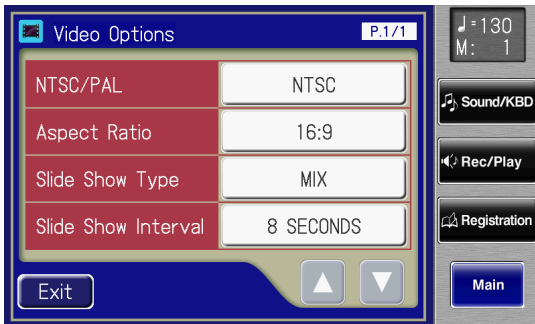 Video Options P.1/1
NTSC/PAL NTSC
Aspect Ratio 16:9
Slide Show Type MIX
Slide Show Interval 8 SECONDS
Exit
♩=130
M: 1
Sound/KBD
Rec/Play
Registration
Main